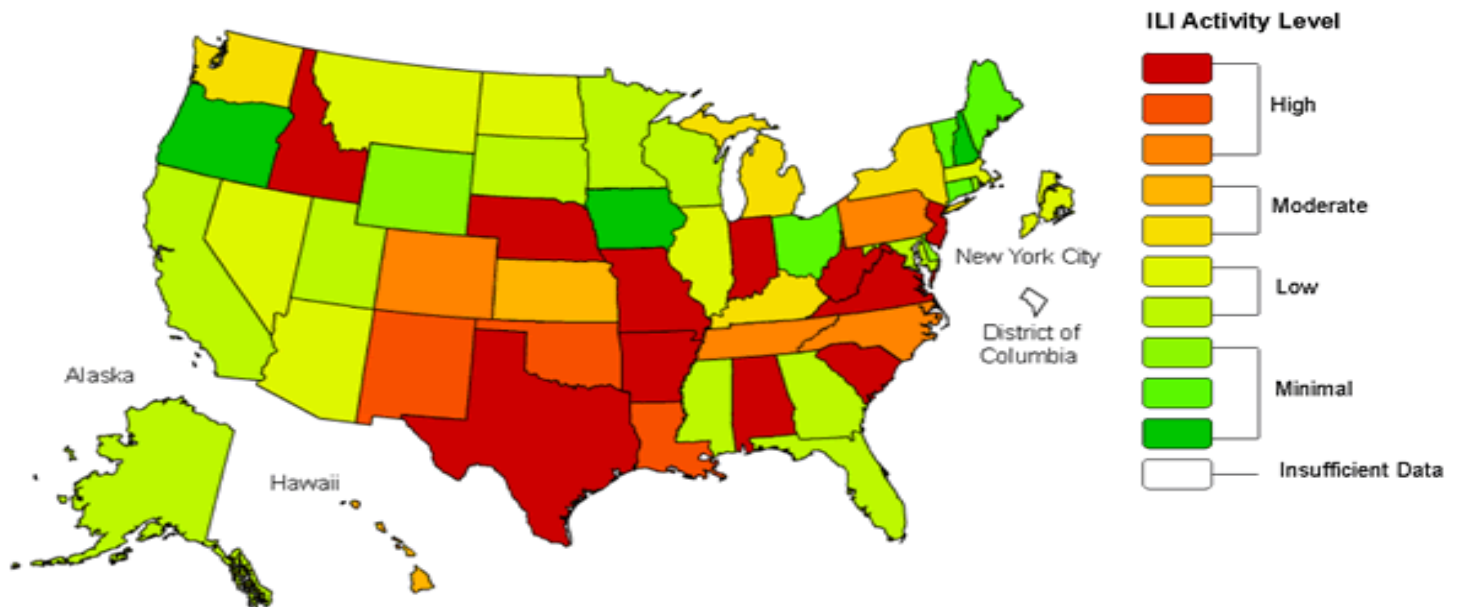 ILI Activity Level
High
Moderate
New York City
Low
District of
Columbia
Alaska
Minimal
Hawaii
Insufficient Data